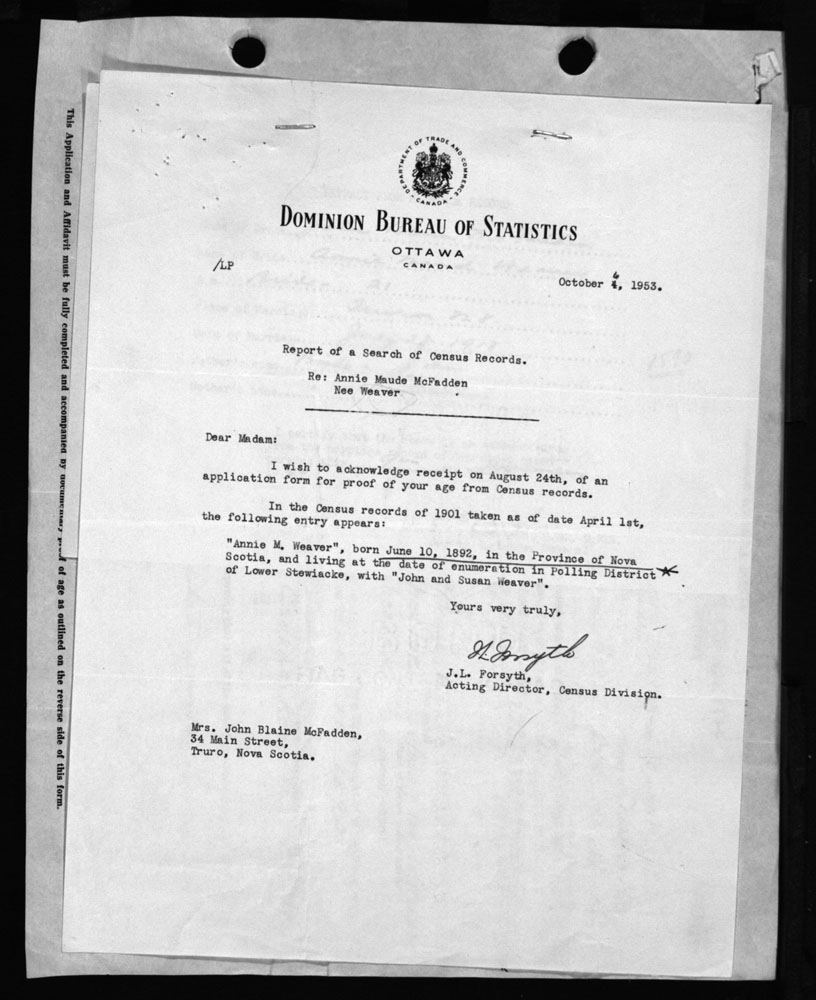 DEPARTMENT OF TRADE AND COMMERCE
CANADA
DOMINION BUREAU OF STATISTICS
OTTAWA
CANADA
/LP
October 6, 1953.
Report of a Search of Census Records.
Re: Annie Maude McFadden
Nee Weaver
Dear Madam:
I wish to acknowledge receipt on August 24th, of an
application form for proof of your age from Census records.
In the Census records of 1901 taken as of date April 1st,
the following entry appears:
"Annie M. Weaver", born June 10, 1892, in the Province of Nova
Scotia, and living at the date of enumeration in Polling District
of Lower Stewiacke, with "John and Susan Weaver".
Yours very truly,
J.L. Forsyth,
Acting Director, Census Division.
Mrs. John Blaine McFadden,
34 Main Street,
Truro, Nova Scotia.
This Application and Affidavit must be fully completed and accompanied by documentary proof of age as outlined on the reverse side of this form.